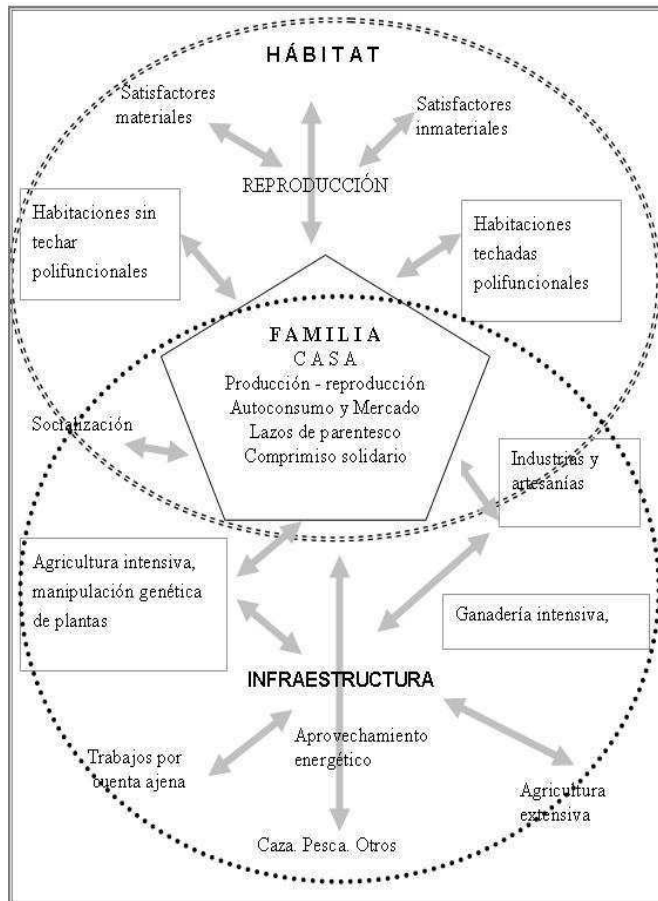 HÁBITAT
Satisfactores
materiales
Satisfactores
inmateriales
REPRODUCCIÓN
Habitaciones sin
techar
polifuncionales
Habitaciones
techadas
polifuncionales
FAMILIA
CASA
Producción - reproducción
Autoconsumo y Mercado
Lazos de parentesco
Comprimiso solidario
Socialización
Industrias y
artesanías
Agricultura intensiva,
manipulación genética
de plantas
Ganadería intensiva,
INFRAESTRUCTURA
Aprovechamiento
energético
Trabajos por
cuenta ajena
Agricultura
extensiva
Caza. Pesca. Otros